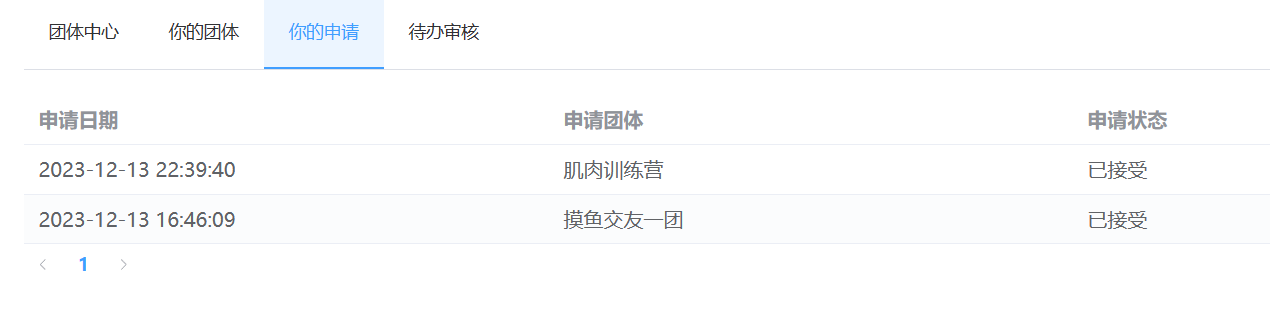 团体中心 你的团体 你的申请 待办审核
申请日期 申请团体 申请状态
2023-12-13 22:39:40 肌肉训练营 已接受
2023-12-13 16:46:09 摸鱼交友一团 已接受
1